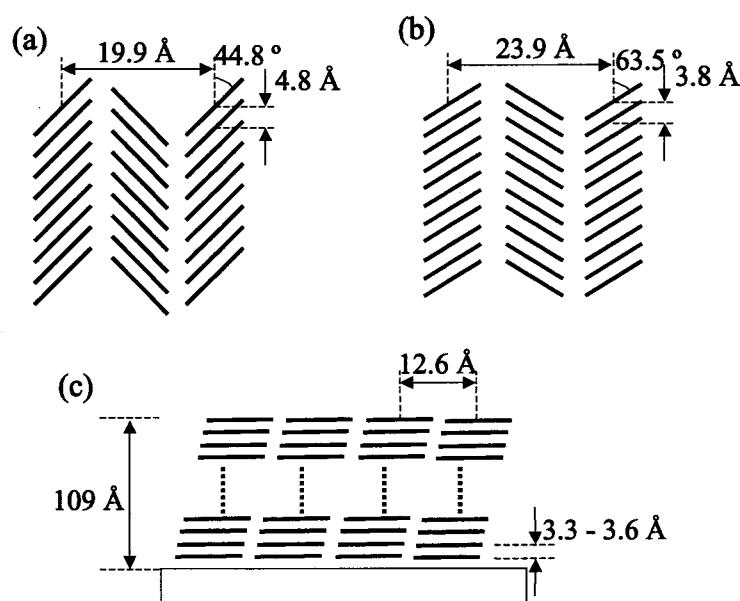 (a)
19.9 Å
44.8 º
4.8 Å
(b)
23.9 Å
63.5 º
3.8 Å
(c)
12.6 Å
109 Å
3.3 - 3.6 Å